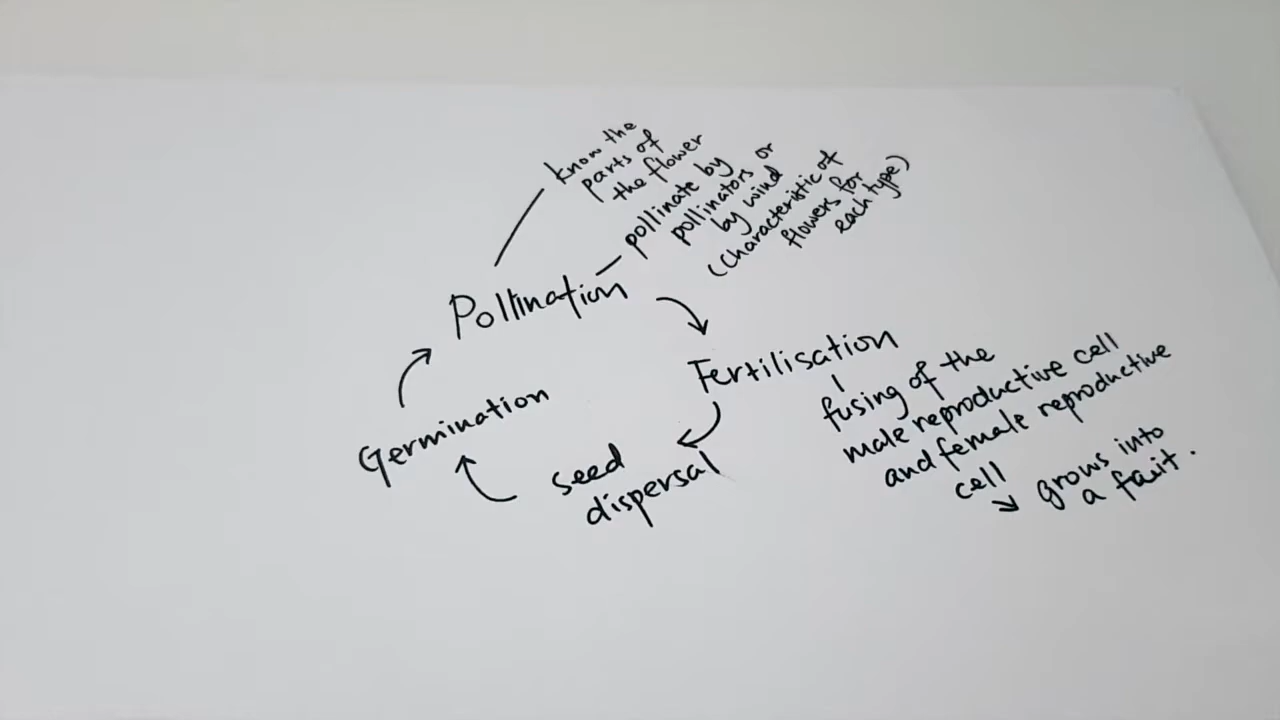 know the
parts of
the flower
pollinate by
pollinators or
by wind
(characteristic of
flowers for
each type)
Pollination
Fertilisation
fusing of the
male reproductive cell
and female reproductive
cell
grows into
a fruit.
seed
dispersal
Germination